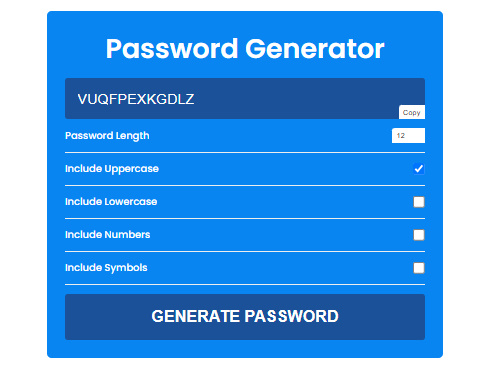 Password Generator
VUQFPEXKGDLZ
Copy
Password Length 12
Include Uppercase
Include Lowercase
Include Numbers
Include Symbols
GENERATE PASSWORD